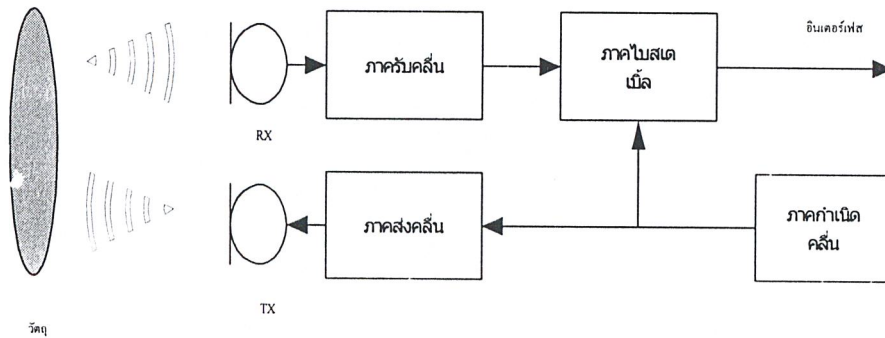 อินเตอร์เฟส
ภาครับคลื่น
ภาคไบสเต
เบิ้ล
RX
ภาคส่งคลื่น
ภาคกำเนิด
คลื่น
TX
วัตถุ